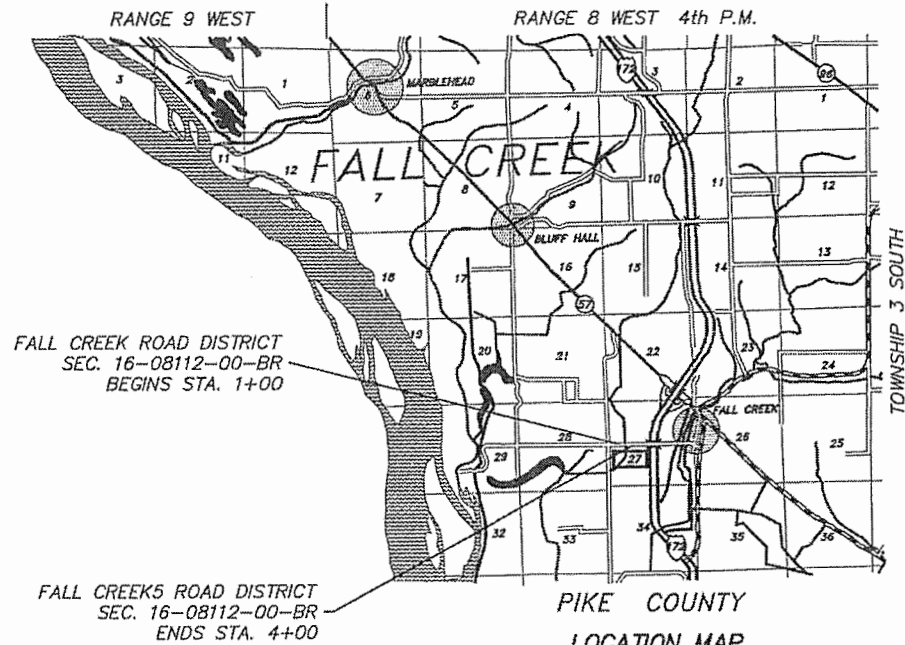 RANGE 9 WEST
RANGE 8 WEST 4th P.M.
172
96
3
2
1
6
MARBLEHEAD
5
4
3
2
1
11
12
FALL CREEK
7
8
9
10
11
12
BLUFF HALL
18
17
16
15
14
13
TOWNSHIP 3 SOUTH
57
FALL CREEK ROAD DISTRICT
SEC. 16-08112-00-BR
BEGINS STA. 1+00
19
20
21
22
23
24
FALL CREEK
29
28
27
26
25
32
33
34
35
36
172
FALL CREEK5 ROAD DISTRICT
SEC. 16-08112-00-BR
ENDS STA. 4+00
PIKE COUNTY
LOCATION MAP